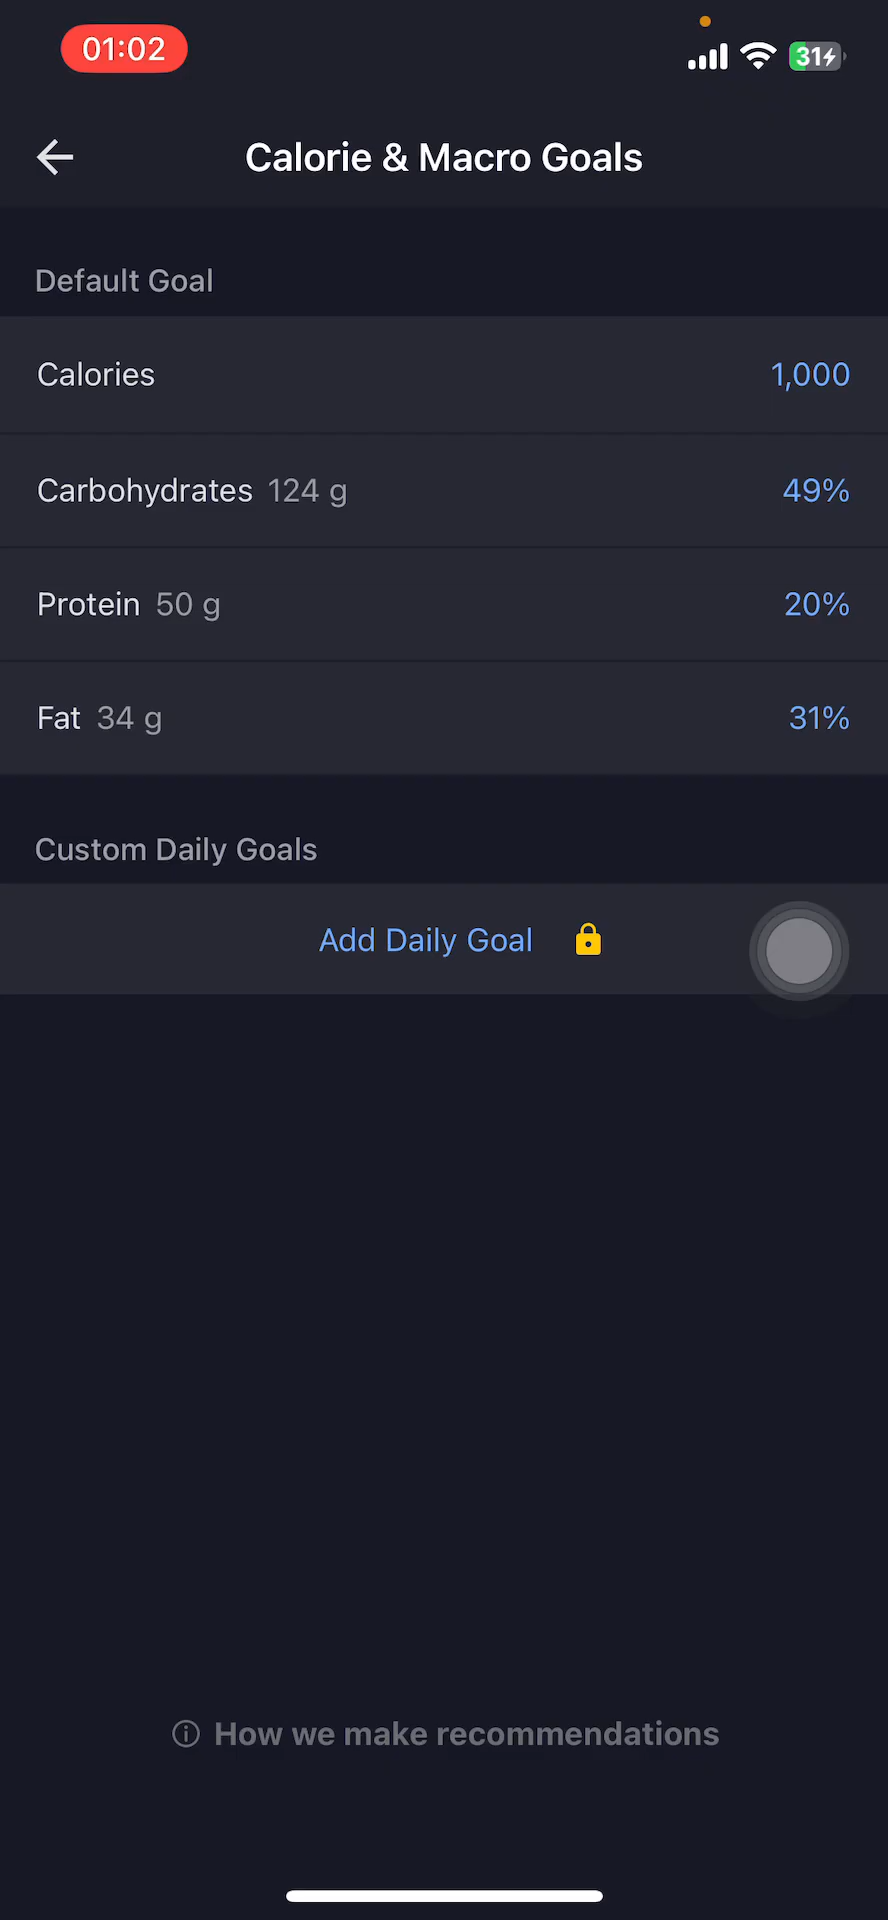 01:02
31
Calorie & Macro Goals
Default Goal
Calories 1,000
Carbohydrates 124 g 49%
Protein 50 g 20%
Fat 34 g 31%
Custom Daily Goals
Add Daily Goal
How we make recommendations